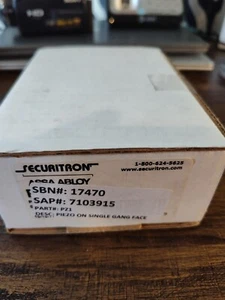 SECURITRON
1-800-624-5625
www.securitron.com
ASSA ABLOY
SBN#: 17470
SAP#: 7103915
PART#: PZ1
DESC: PIEZO ON SINGLE GANG FACE